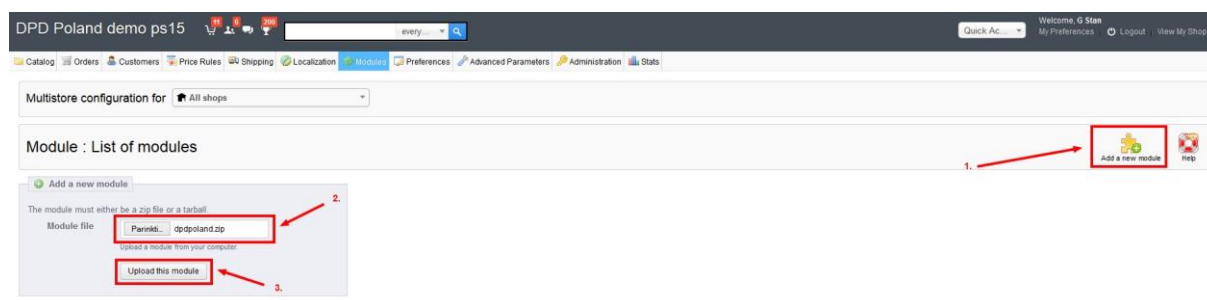 DPD Poland demo ps15 11 6 200 every... Quick Ac... Welcome, G Stan
My Preferences Logout View My Shop
Catalog Orders Customers Price Rules Shipping Localization Modules Preferences Advanced Parameters Administration Stats
Multistore configuration for All shops
Module : List of modules
Add a new module Help
1.
Add a new module
The module must either be a zip file or a tarball.
2.
Module file Parinkti... dpdpoland.zip
Upload a module from your computer.
Upload this module
3.